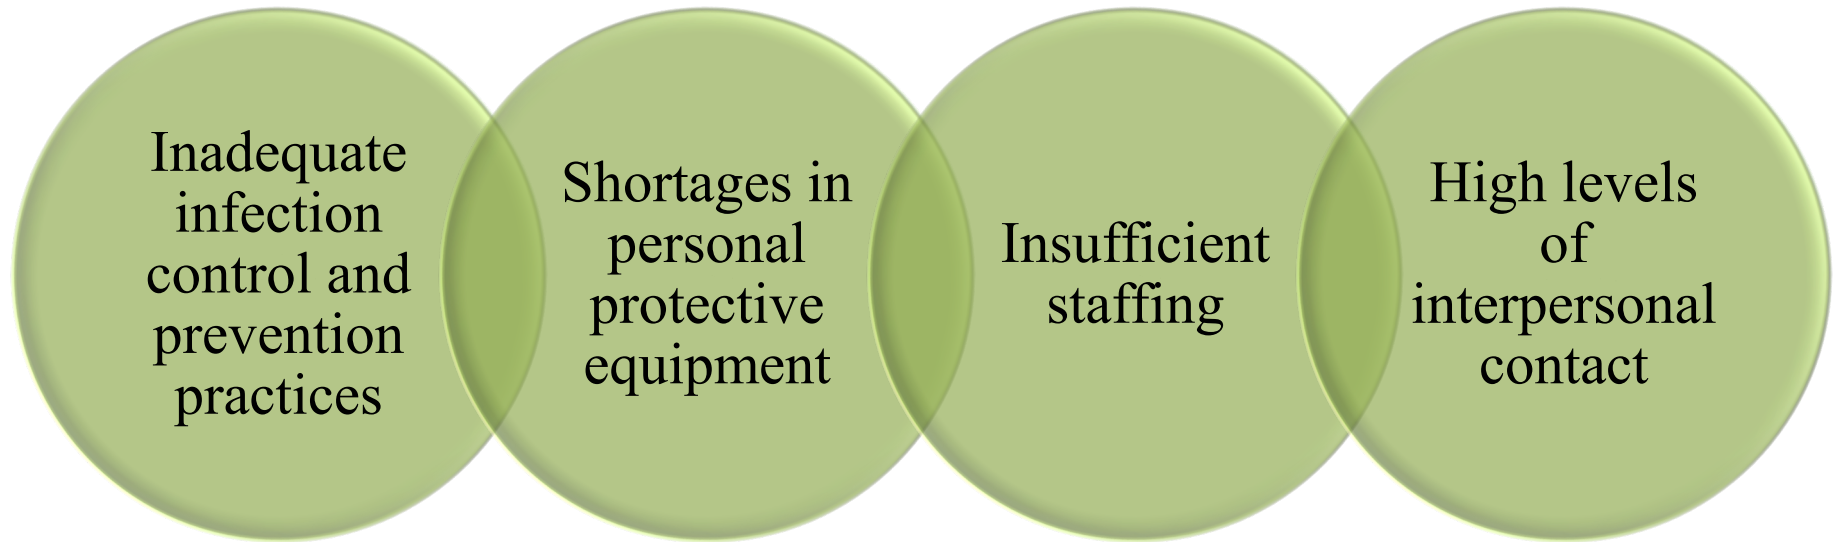 Inadequate
infection
control and
prevention
practices
Shortages in
personal
protective
equipment
Insufficient
staffing
High levels
of
interpersonal
contact